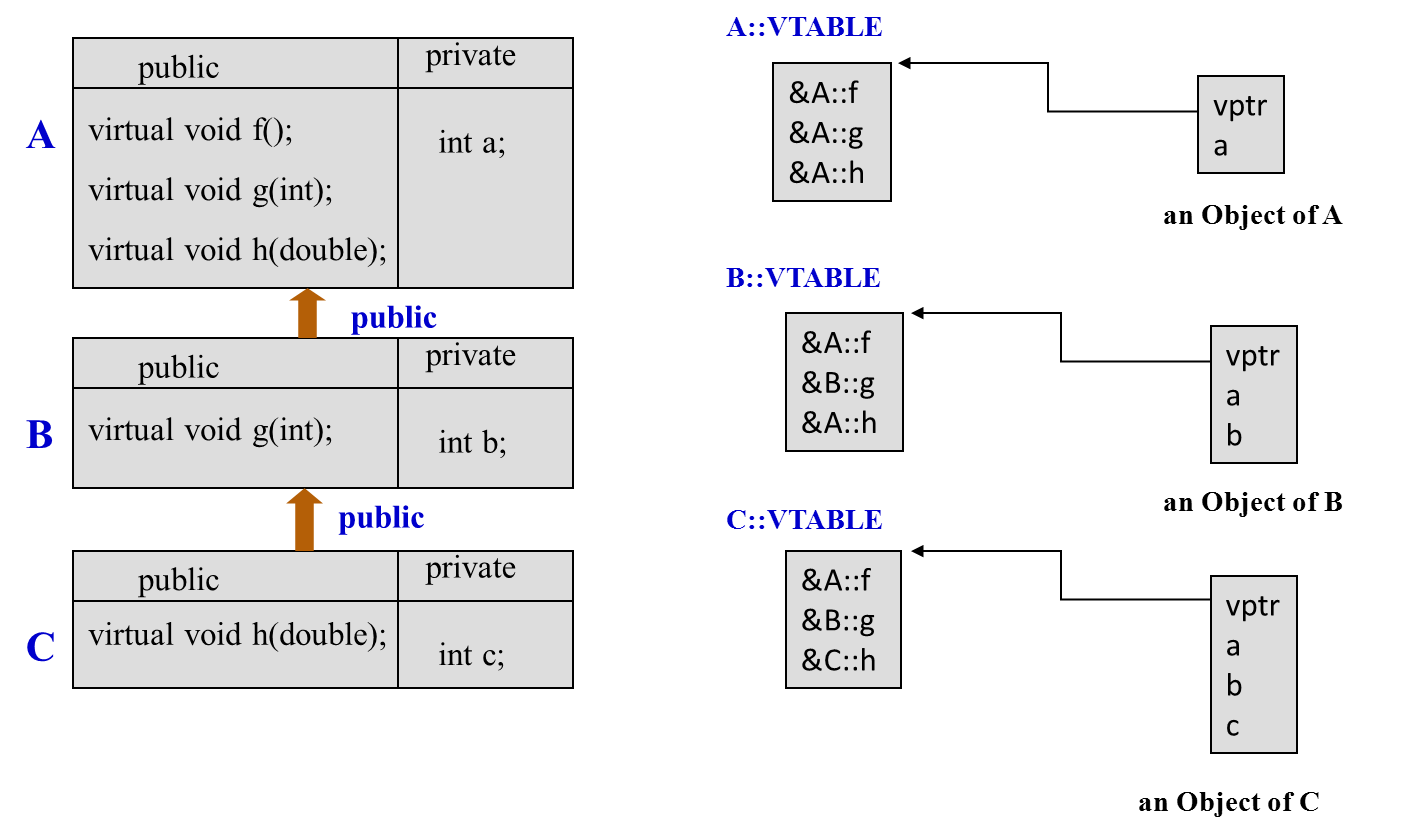 public
private
A
virtual void f();
virtual void g(int);
virtual void h(double);
int a;
public
public
private
B
virtual void g(int);
int b;
public
public
private
C
virtual void h(double);
int c;
A::VTABLE
&A::f
&A::g
&A::h
vptr
a
an Object of A
B::VTABLE
&A::f
&B::g
&A::h
vptr
a
b
an Object of B
C::VTABLE
&A::f
&B::g
&C::h
vptr
a
b
c
an Object of C